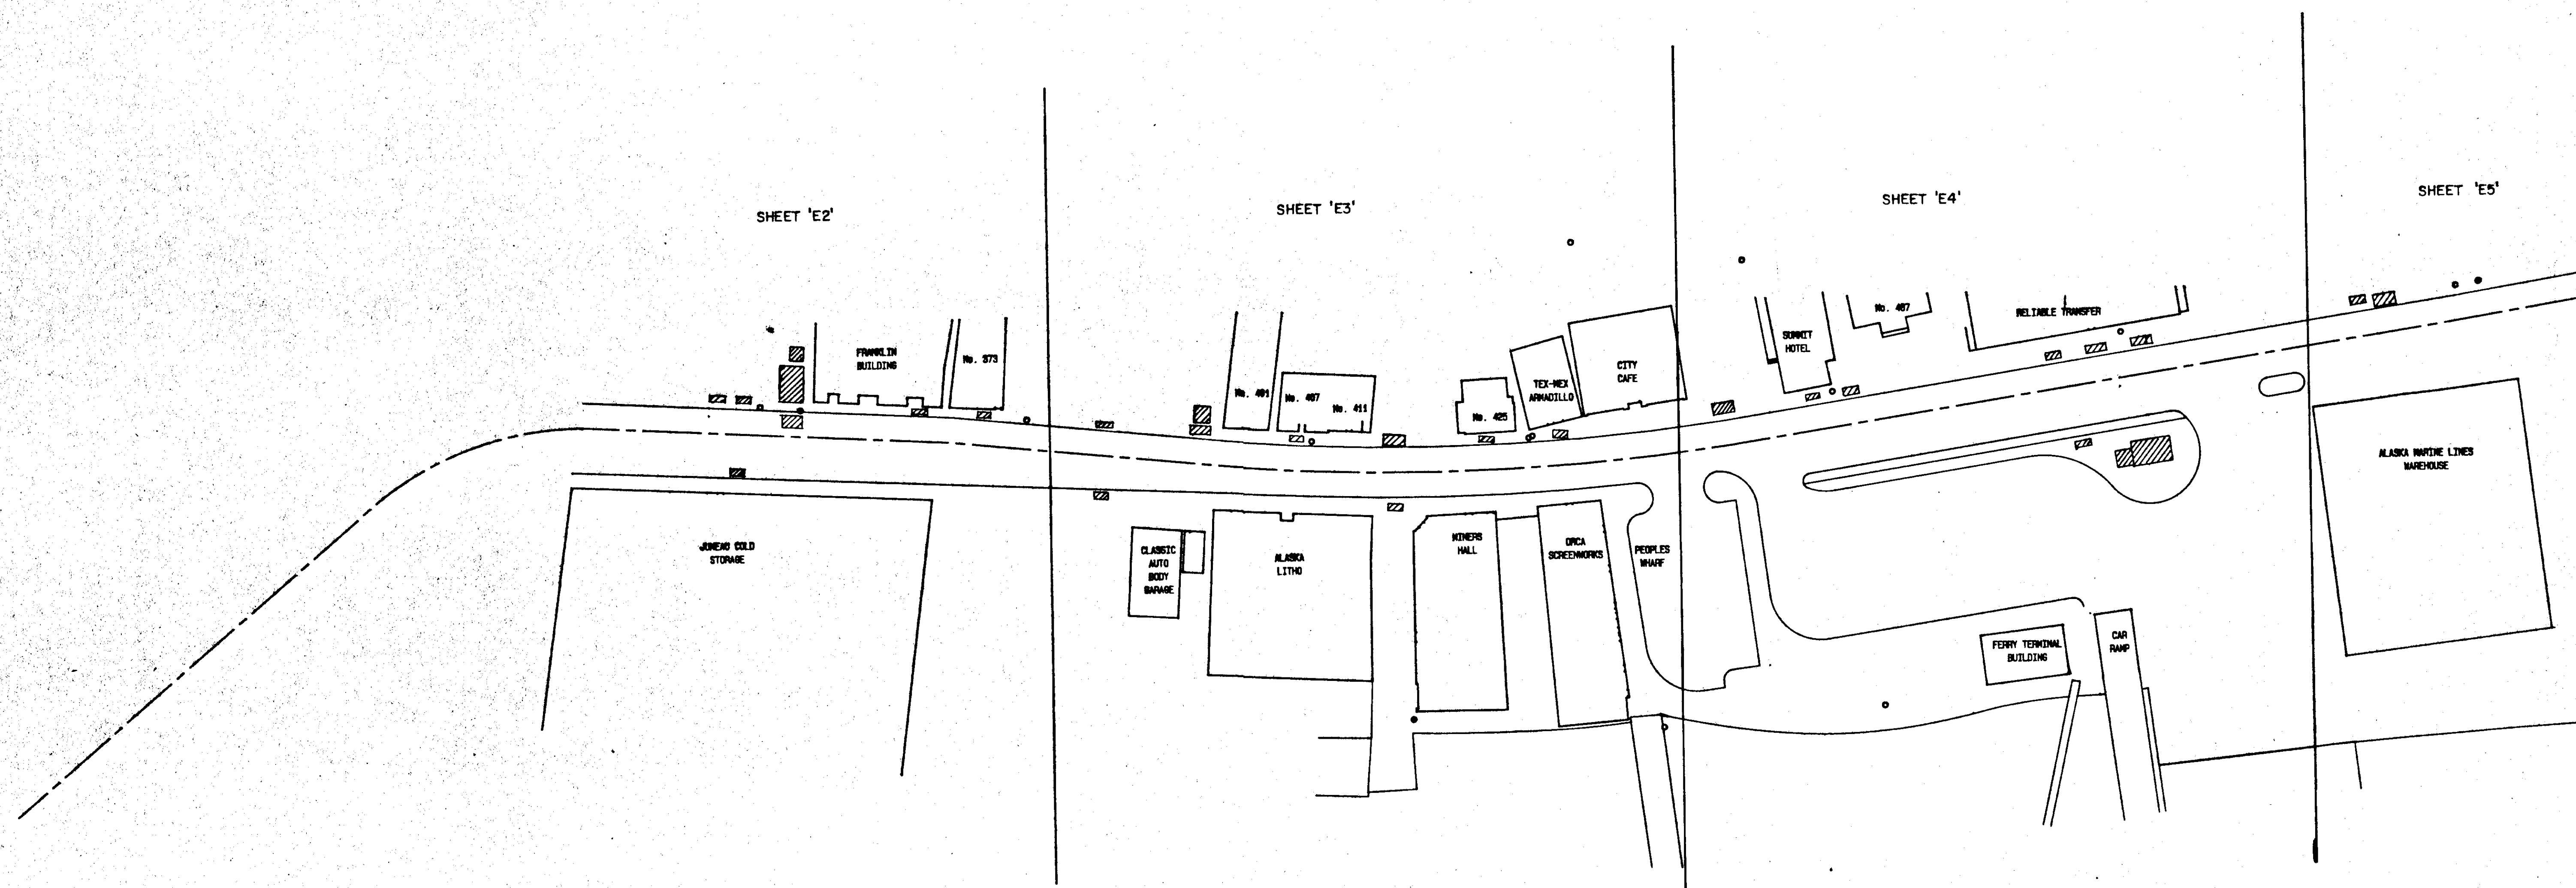 SHEET 'E2'
SHEET 'E3'
SHEET 'E4'
SHEET 'E5'
FRANKLIN
BUILDING
No. 373
JUNEAU COLD
STORAGE
No. 401
No. 407
No. 411
No. 425
TEX-MEX
ARMADILLO
CITY
CAFE
CLASSIC
AUTO
BODY
GARAGE
ALASKA
LITHO
MINERS
HALL
ORCA
SCREENWORKS
PEOPLES
WHARF
SUMMIT
HOTEL
No. 487
RELIABLE TRANSFER
FERRY TERMINAL
BUILDING
CAR
RAMP
ALASKA MARINE LINES
WAREHOUSE